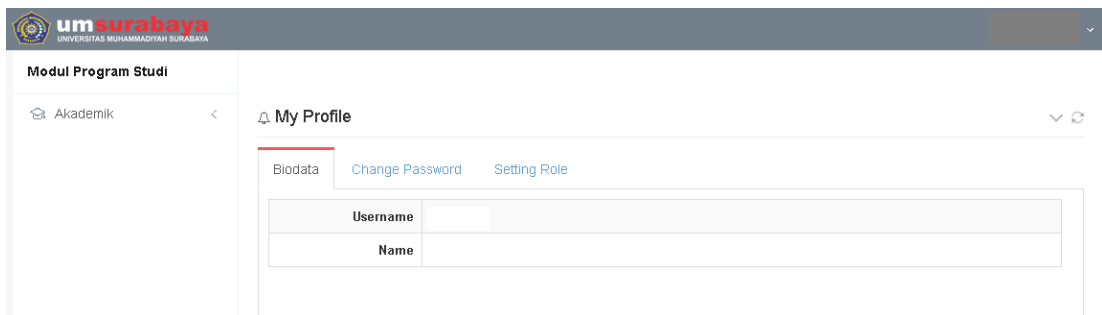 umsurabaya
UNIVERSITAS MUHAMMADIYAH SURABAYA
Modul Program Studi
Akademik
My Profile
Biodata Change Password Setting Role
Username
Name